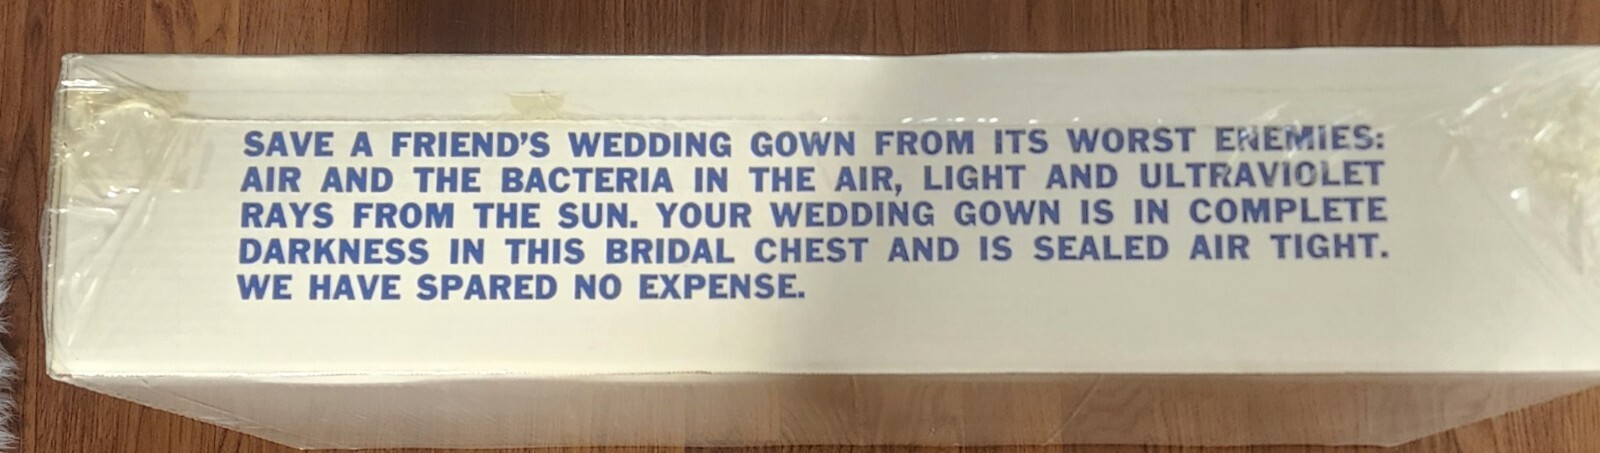 SAVE A FRIEND'S WEDDING GOWN FROM ITS WORST ENEMIES:
AIR AND THE BACTERIA IN THE AIR, LIGHT AND ULTRAVIOLET
RAYS FROM THE SUN. YOUR WEDDING GOWN IS IN COMPLETE
DARKNESS IN THIS BRIDAL CHEST AND IS SEALED AIR TIGHT.
WE HAVE SPARED NO EXPENSE.